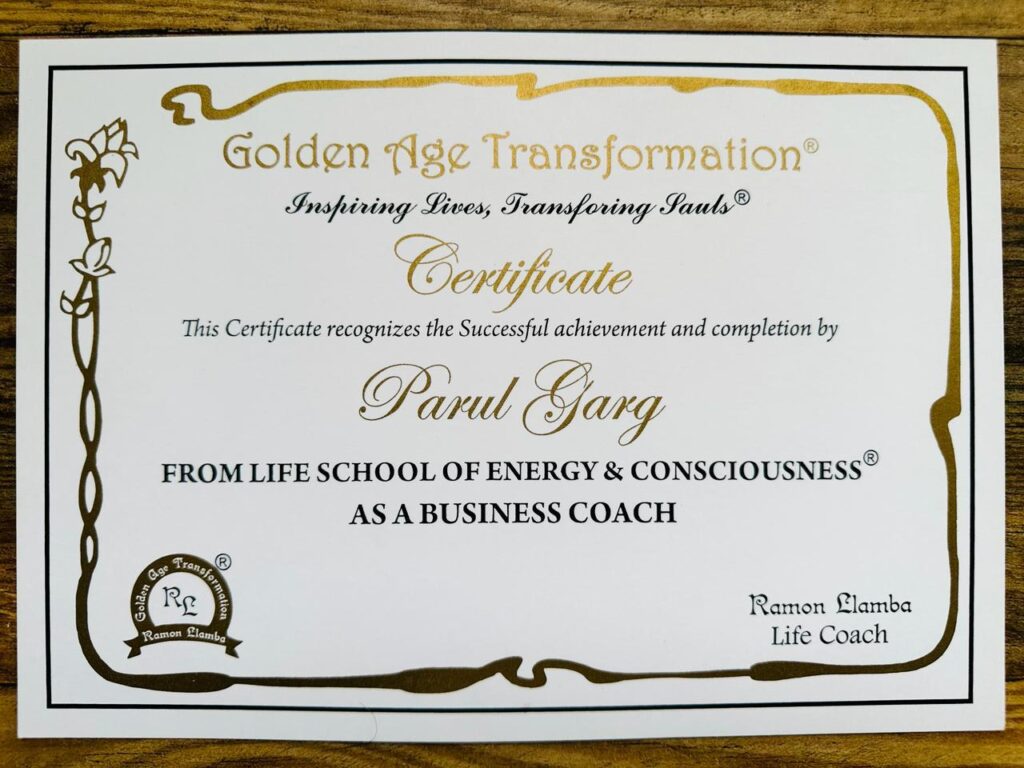 Golden Age Transformation®
Inspiring Lives, Transforing Sauls®
Certificate
This Certificate recognizes the Successful achievement and completion by
Parul Garg
FROM LIFE SCHOOL OF ENERGY & CONSCIOUSNESS®
AS A BUSINESS COACH
Golden Age Transformation ®
RL
Ramon Llamba
Ramon Llamba
Life Coach